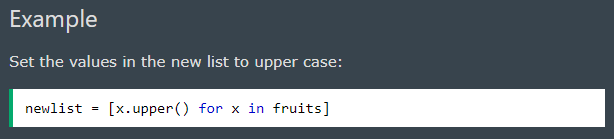 Example
Set the values in the new list to upper case:
newlist = [x.upper() for x in fruits]